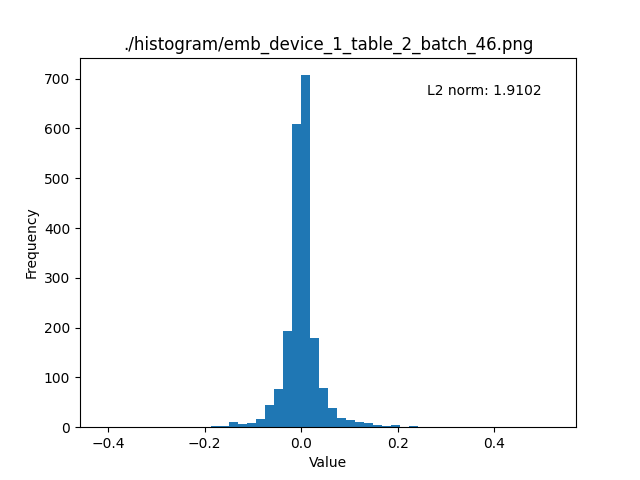 ./histogram/emb_device_1_table_2_batch_46.png
L2 norm: 1.9102
Frequency
700
600
500
400
300
200
100
0
−0.4 −0.2 0.0 0.2 0.4
Value